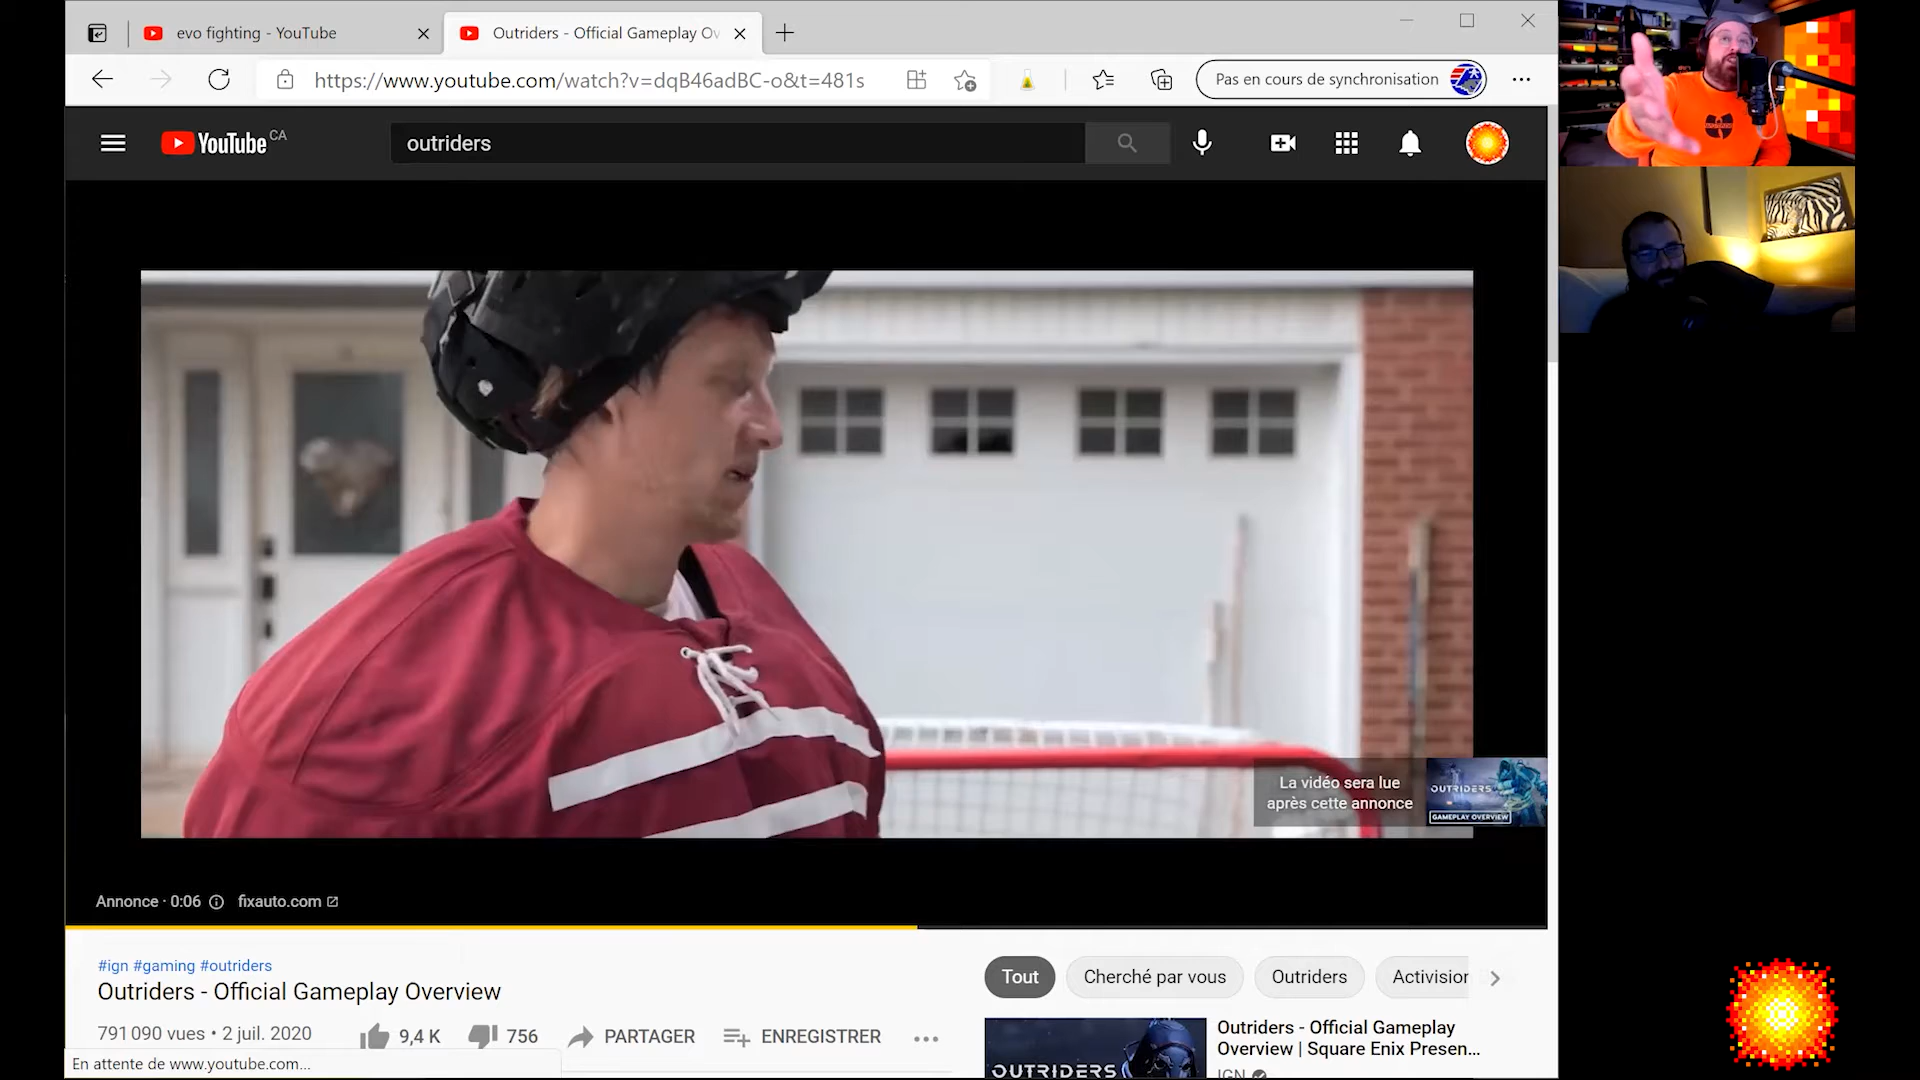 evo fighting - YouTube
Outriders - Official Gameplay Ov
https://www.youtube.com/watch?v=dqB46adBC-o&t=481s
Pas en cours de synchronisation
YouTube CA
outriders
La vidéo sera lue
après cette annonce
OUTRIDERS
GAMEPLAY OVERVIEW
Annonce · 0:06
fixauto.com
#ign #gaming #outriders
Outriders - Official Gameplay Overview
791 090 vues • 2 juil. 2020
9,4 K
756
PARTAGER
ENREGISTRER
En attente de www.youtube.com...
Tout
Cherché par vous
Outriders
Activision
OUTRIDERS
Outriders - Official Gameplay
Overview | Square Enix Presen...
IGN